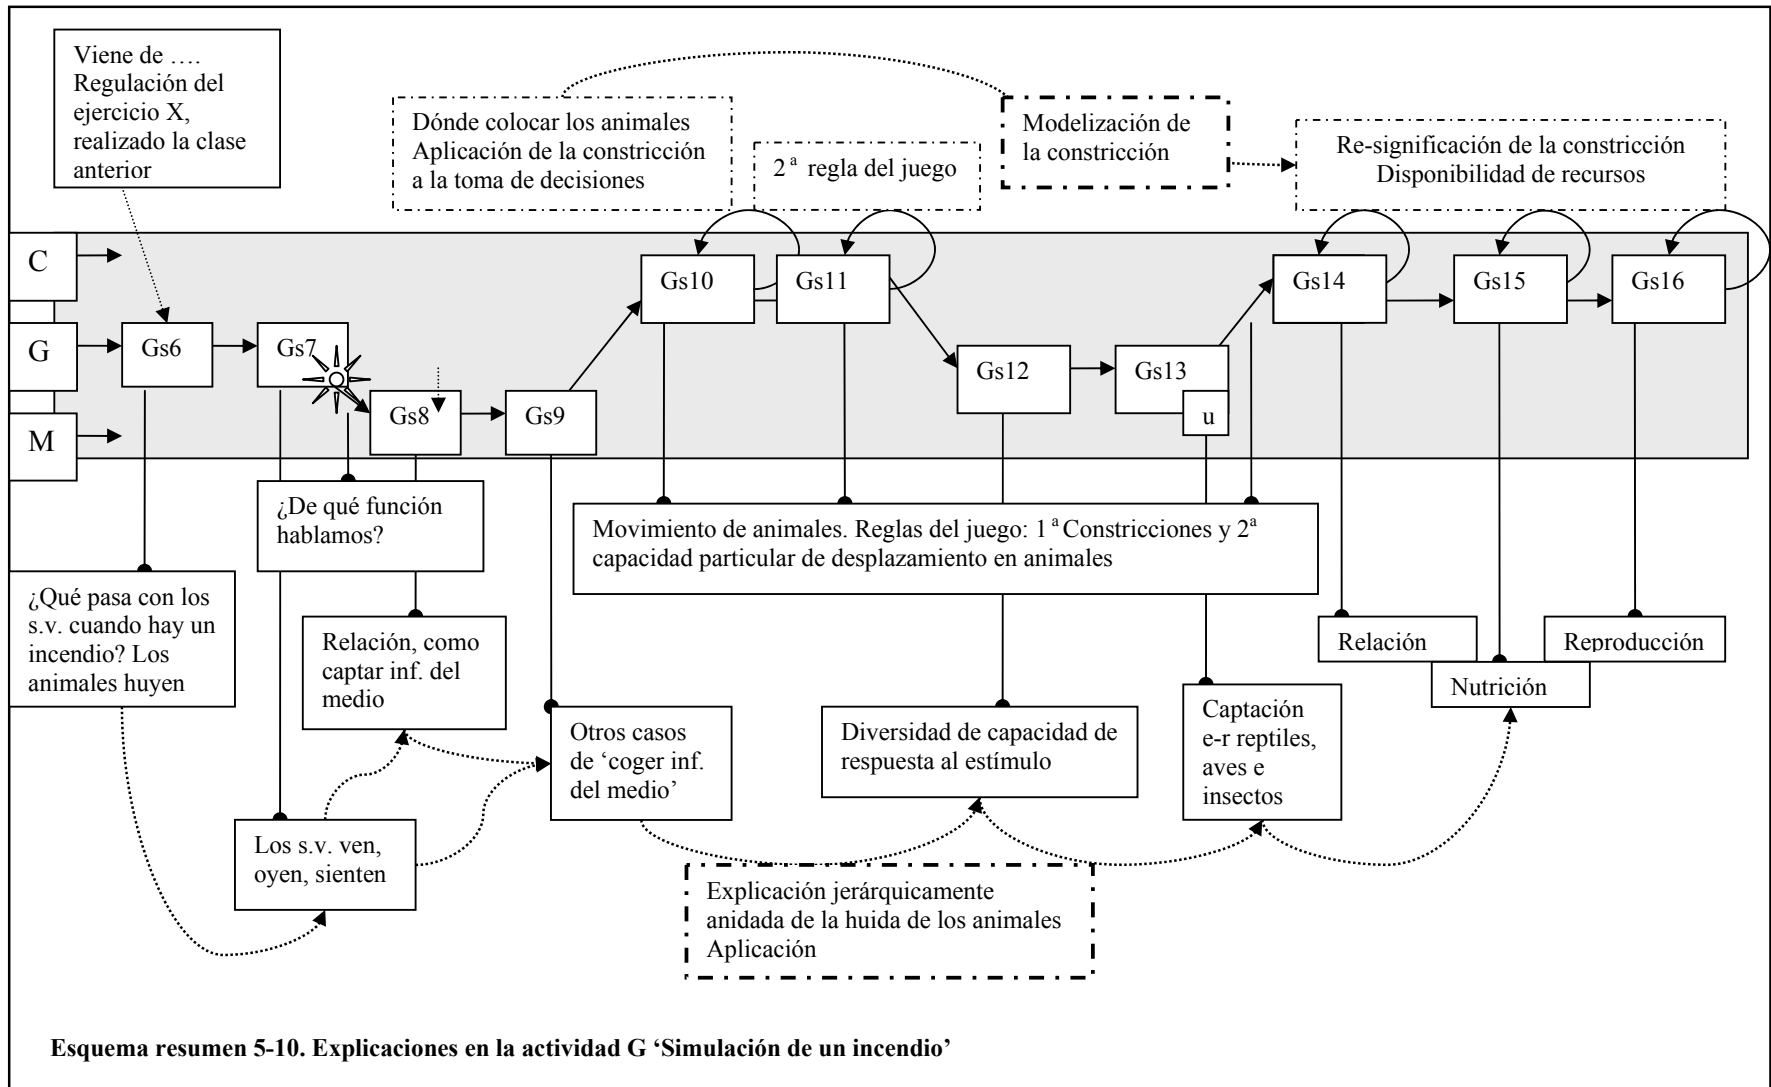 Viene de ….
Regulación del
ejercicio X,
realizado la clase
anterior
Dónde colocar los animales
Aplicación de la constricción
a la toma de decisiones
2ª regla del juego
Modelización de
la constricción
Re-significación de la constricción
Disponibilidad de recursos
C
G
M
Gs6
Gs7
Gs8
Gs9
Gs10
Gs11
Gs12
Gs13
u
Gs14
Gs15
Gs16
¿De qué función
hablamos?
Movimiento de animales. Reglas del juego: 1ª Constricciones y 2ª
capacidad particular de desplazamiento en animales
¿Qué pasa con los
s.v. cuando hay un
incendio? Los
animales huyen
Relación, como
captar inf. del
medio
Relación
Reproducción
Nutrición
Otros casos
de ‘coger inf.
del medio’
Diversidad de capacidad de
respuesta al estímulo
Captación
e-r reptiles,
aves e
insectos
Los s.v. ven,
oyen, sienten
Explicación jerárquicamente
anidada de la huida de los animales
Aplicación
Esquema resumen 5-10. Explicaciones en la actividad G ‘Simulación de un incendio’